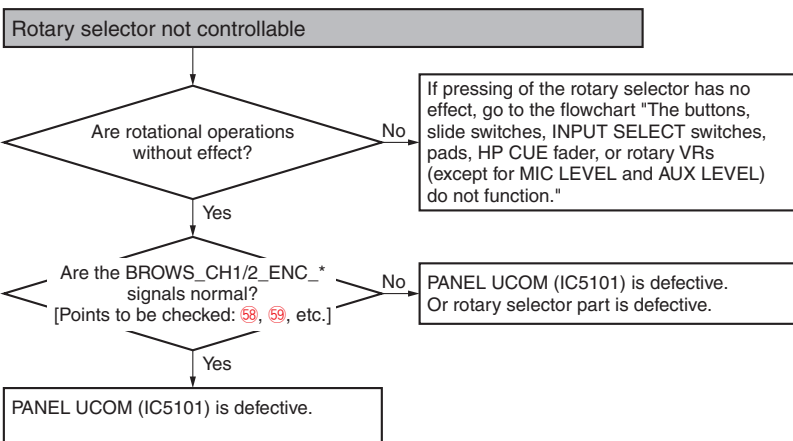 Rotary selector not controllable
Are rotational operations
without effect?
No
If pressing of the rotary selector has no
effect, go to the flowchart "The buttons,
slide switches, INPUT SELECT switches,
pads, HP CUE fader, or rotary VRs
(except for MIC LEVEL and AUX LEVEL)
do not function."
Yes
Are the BROWS_CH1/2_ENC_*
signals normal?
[Points to be checked: 58, 59, etc.]
No
PANEL UCOM (IC5101) is defective.
Or rotary selector part is defective.
Yes
PANEL UCOM (IC5101) is defective.